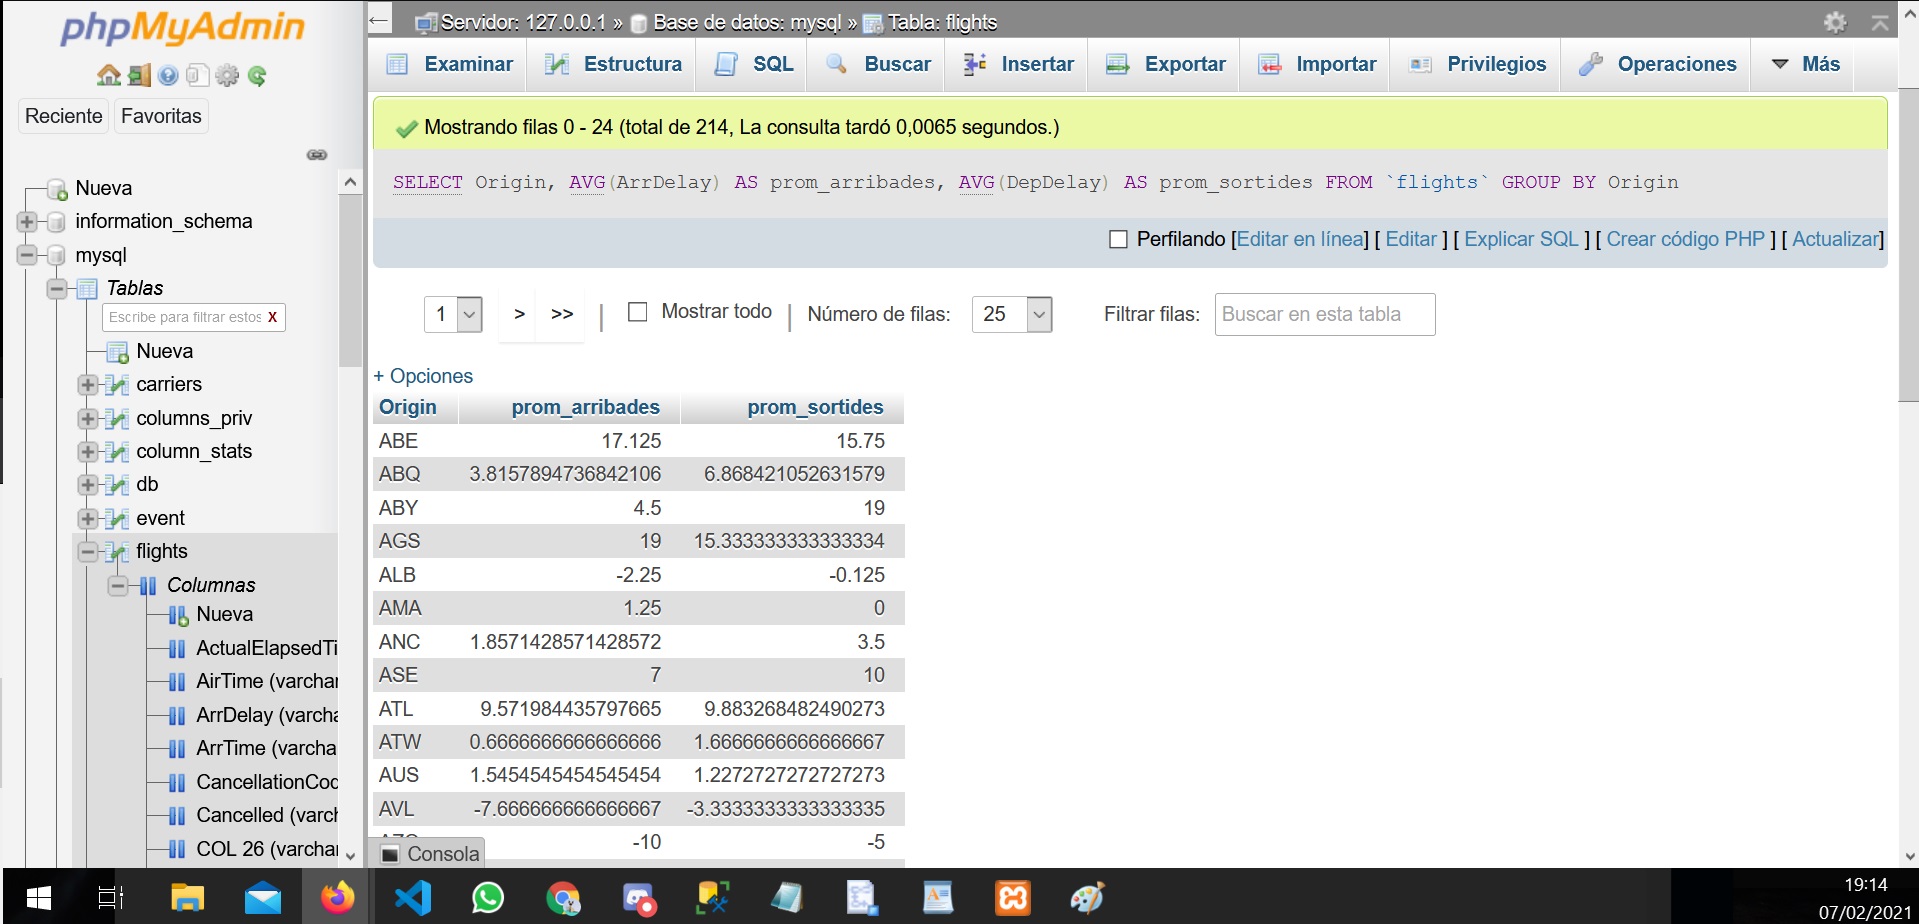 phpMyAdmin
Reciente
Favoritas
Nueva
information_schema
mysql
Tablas
Escribe para filtrar estos X
Nueva
carriers
columns_priv
column_stats
db
event
flights
Columnas
Nueva
ActualElapsedTi
AirTime (varchar
ArrDelay (varcha
ArrTime (varcha
CancellationCod
Cancelled (varch
COL 26 (varchar
Servidor: 127.0.0.1 » Base de datos: mysql » Tabla: flights
Examinar Estructura SQL Buscar Insertar Exportar Importar Privilegios Operaciones Más
Mostrando filas 0 - 24 (total de 214, La consulta tardó 0,0065 segundos.)
SELECT Origin, AVG(ArrDelay) AS prom_arribades, AVG(DepDelay) AS prom_sortides FROM `flights` GROUP BY Origin
Perfilando [Editar en línea] [ Editar ] [ Explicar SQL ] [ Crear código PHP ] [ Actualizar]
1 > >> | Mostrar todo | Número de filas: 25 Filtrar filas: Buscar en esta tabla
+ Opciones
Origin prom_arribades prom_sortides
ABE 17.125 15.75
ABQ 3.8157894736842106 6.868421052631579
ABY 4.5 19
AGS 19 15.333333333333334
ALB -2.25 -0.125
AMA 1.25 0
ANC 1.8571428571428572 3.5
ASE 7 10
ATL 9.571984435797665 9.883268482490273
ATW 0.6666666666666666 1.6666666666666667
AUS 1.5454545454545454 1.2272727272727273
AVL -7.666666666666667 -3.3333333333333335
-10 -5
Consola
19:14
07/02/2021